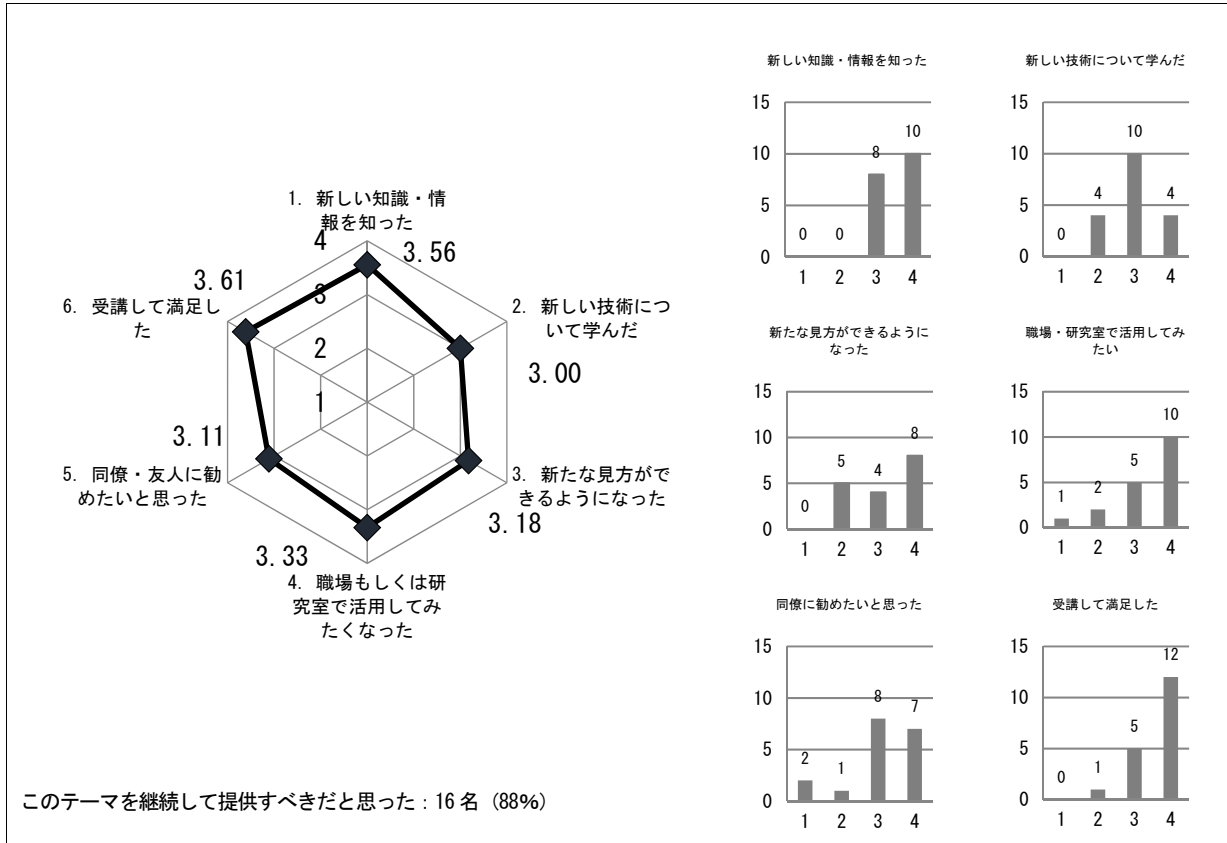 1. 新しい知識・情
報を知った
4
3.56
3.61
3
6. 受講して満足し
た
2. 新しい技術につ
いて学んだ
2
3.00
1
3.11
5. 同僚・友人に勧
めたいと思った
3. 新たな見方がで
きるようになった
3.18
3.33
4. 職場もしくは研
究室で活用してみ
たくなった
このテーマを継続して提供すべきだと思った:16名(88%)
新しい知識・情報を知った
15
10
5
0
0
0
8
10
1 2 3 4
新しい技術について学んだ
15
10
5
0
0
4
10
4
1 2 3 4
新たな見方ができるように
なった
15
10
5
0
0
5
4
8
1 2 3 4
職場・研究室で活用してみ
たい
15
10
5
0
1
2
5
10
1 2 3 4
同僚に勧めたいと思った
15
10
5
0
2
1
8
7
1 2 3 4
受講して満足した
15
10
5
0
0
1
5
12
1 2 3 4